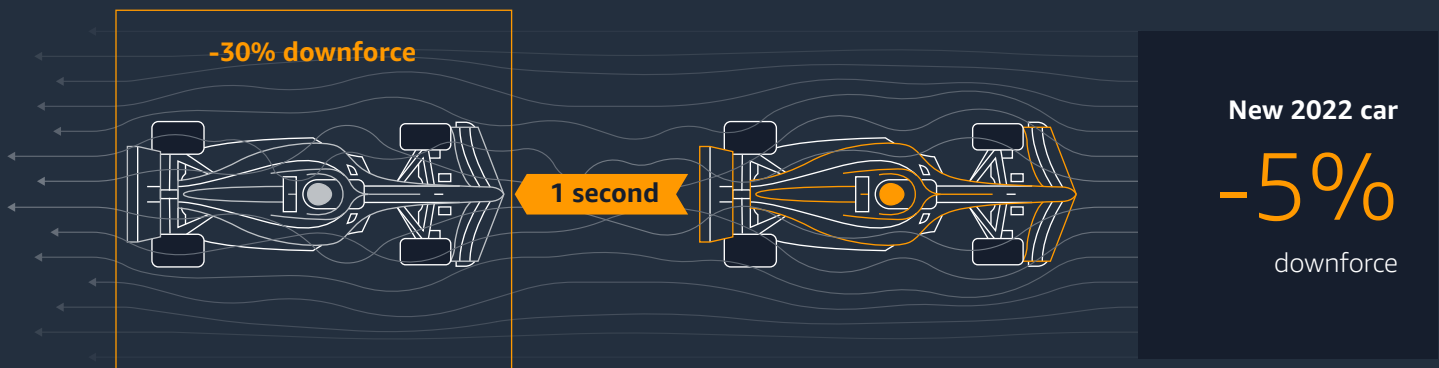 -30% downforce
1 second
New 2022 car
-5%
downforce